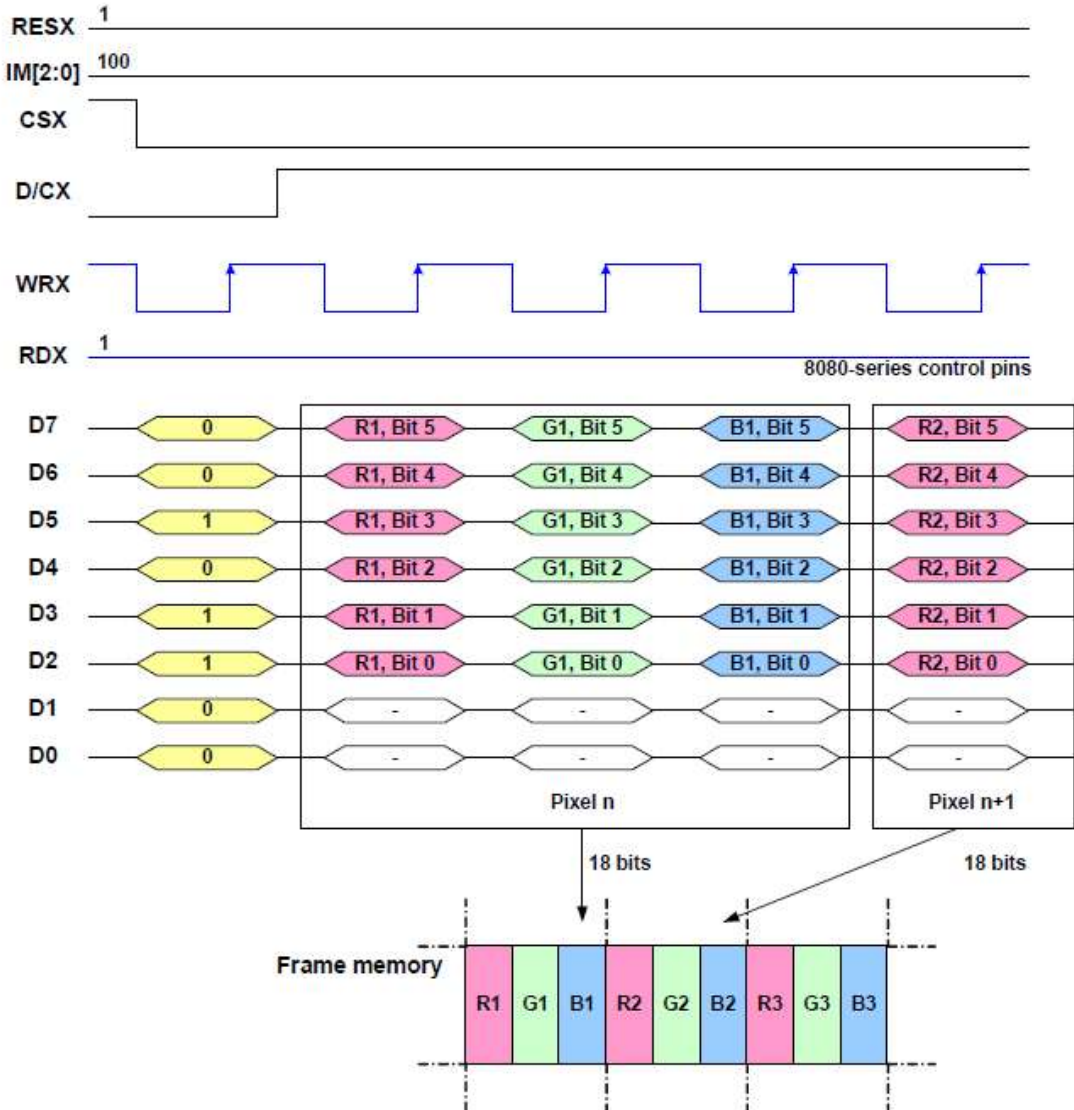 RESX 1
IM[2:0] 100
CSX
D/CX
WRX
RDX 1
8080-series control pins
D7 0 R1, Bit 5 G1, Bit 5 B1, Bit 5 R2, Bit 5
D6 0 R1, Bit 4 G1, Bit 4 B1, Bit 4 R2, Bit 4
D5 1 R1, Bit 3 G1, Bit 3 B1, Bit 3 R2, Bit 3
D4 0 R1, Bit 2 G1, Bit 2 B1, Bit 2 R2, Bit 2
D3 1 R1, Bit 1 G1, Bit 1 B1, Bit 1 R2, Bit 1
D2 1 R1, Bit 0 G1, Bit 0 B1, Bit 0 R2, Bit 0
D1 0 - - - -
D0 0 - - - -
Pixel n Pixel n+1
18 bits 18 bits
Frame memory
R1 G1 B1 R2 G2 B2 R3 G3 B3